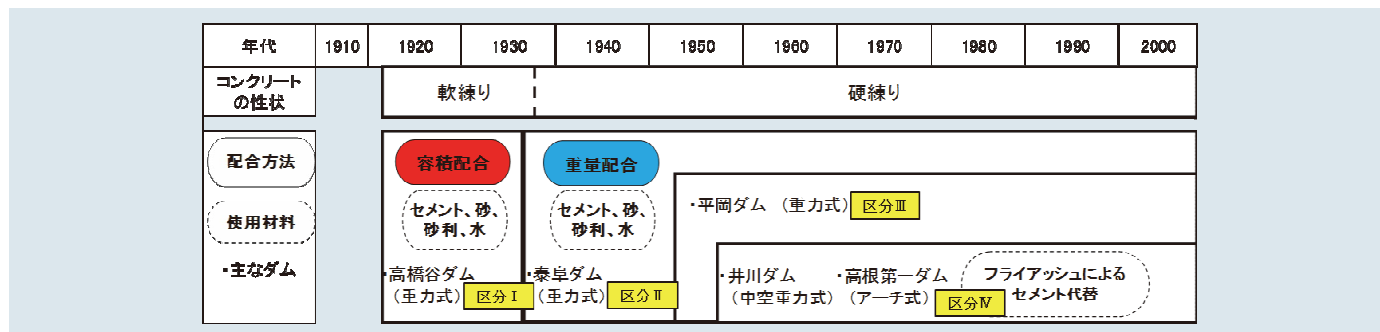 年代 1910 1920 1930 1940 1950 1960 1970 1980 1990 2000
コンクリート
の性状
軟練り 硬練り
配合方法 容積配合 重量配合
使用材料
セメント、砂、
砂利、水
セメント、砂、
砂利、水
・平岡ダム （重力式） 区分Ⅲ
・主なダム
・高橋谷ダム
（重力式） 区分Ⅰ
・泰阜ダム
（重力式） 区分Ⅱ
・井川ダム
（中空重力式）
・高根第一ダム
（アーチ式） 区分Ⅳ
フライアッシュによる
セメント代替